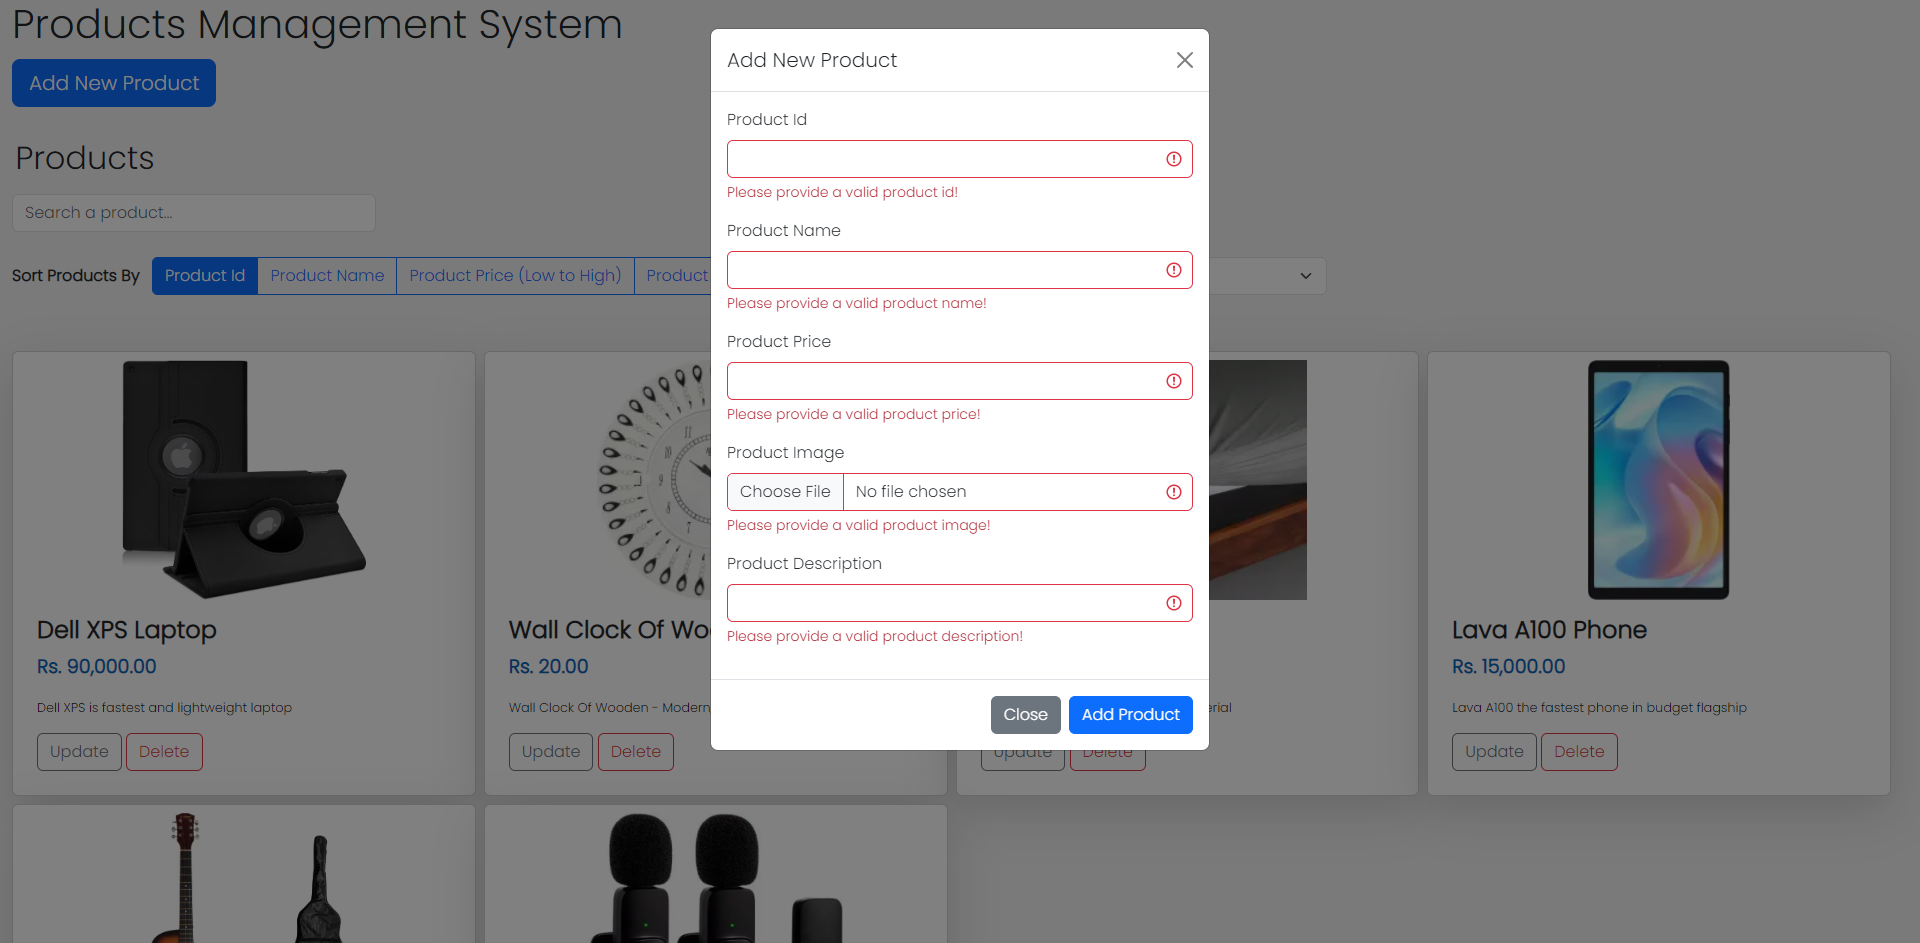 Products Management System
Add New Product
Products
Search a product...
Sort Products By
Product Id
Product Name
Product Price (Low to High)
Product
Dell XPS Laptop
Rs. 90,000.00
Dell XPS is fastest and lightweight laptop
Update
Delete
Wall Clock Of
Rs. 20.00
Wall Clock Of Wooden - Modern
Update
Delete
Update
Delete
Lava A100 Phone
Rs. 15,000.00
Lava A100 the fastest phone in budget flagship
Update
Delete
Add New Product
Product Id
Please provide a valid product id!
Product Name
Please provide a valid product name!
Product Price
Please provide a valid product price!
Product Image
Choose File
No file chosen
Please provide a valid product image!
Product Description
Please provide a valid product description!
Close
Add Product